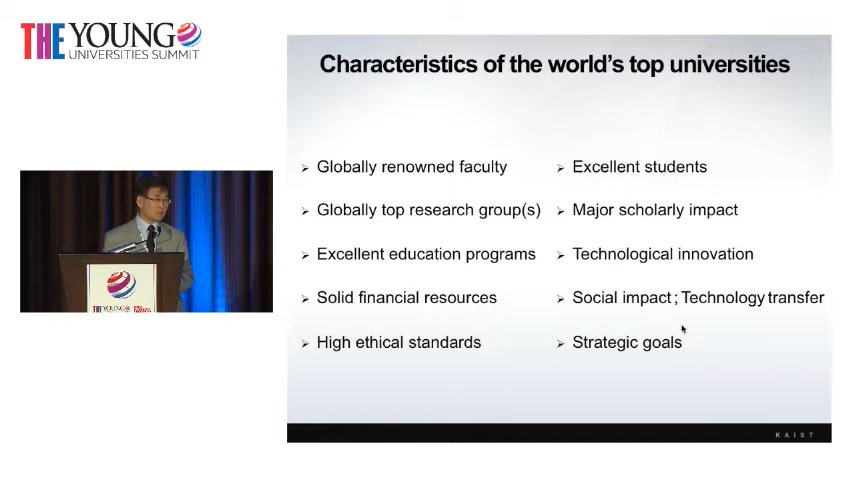 THE YOUNG
UNIVERSITIES SUMMIT
Characteristics of the world's top universities
Globally renowned faculty
Globally top research group(s)
Excellent education programs
Solid financial resources
High ethical standards
Excellent students
Major scholarly impact
Technological innovation
Social impact ; Technology transfer
Strategic goals
KAIST
THE YOUNG